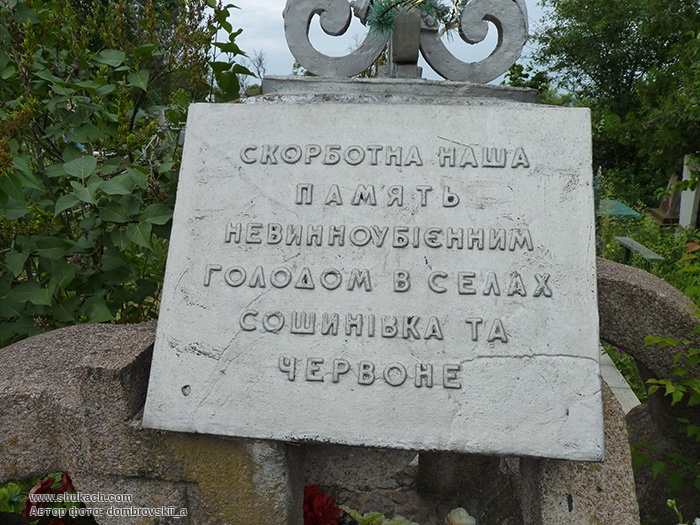 СКОРБОТНА НАША
ПАМ'ЯТЬ
НЕВИННОУБІЄННИМ
ГОЛОДОМ В СЕЛАХ
СОШИНІВКА ТА
ЧЕРВОНЕ
www.shukach.com
Автор фото: dombrovskii_a